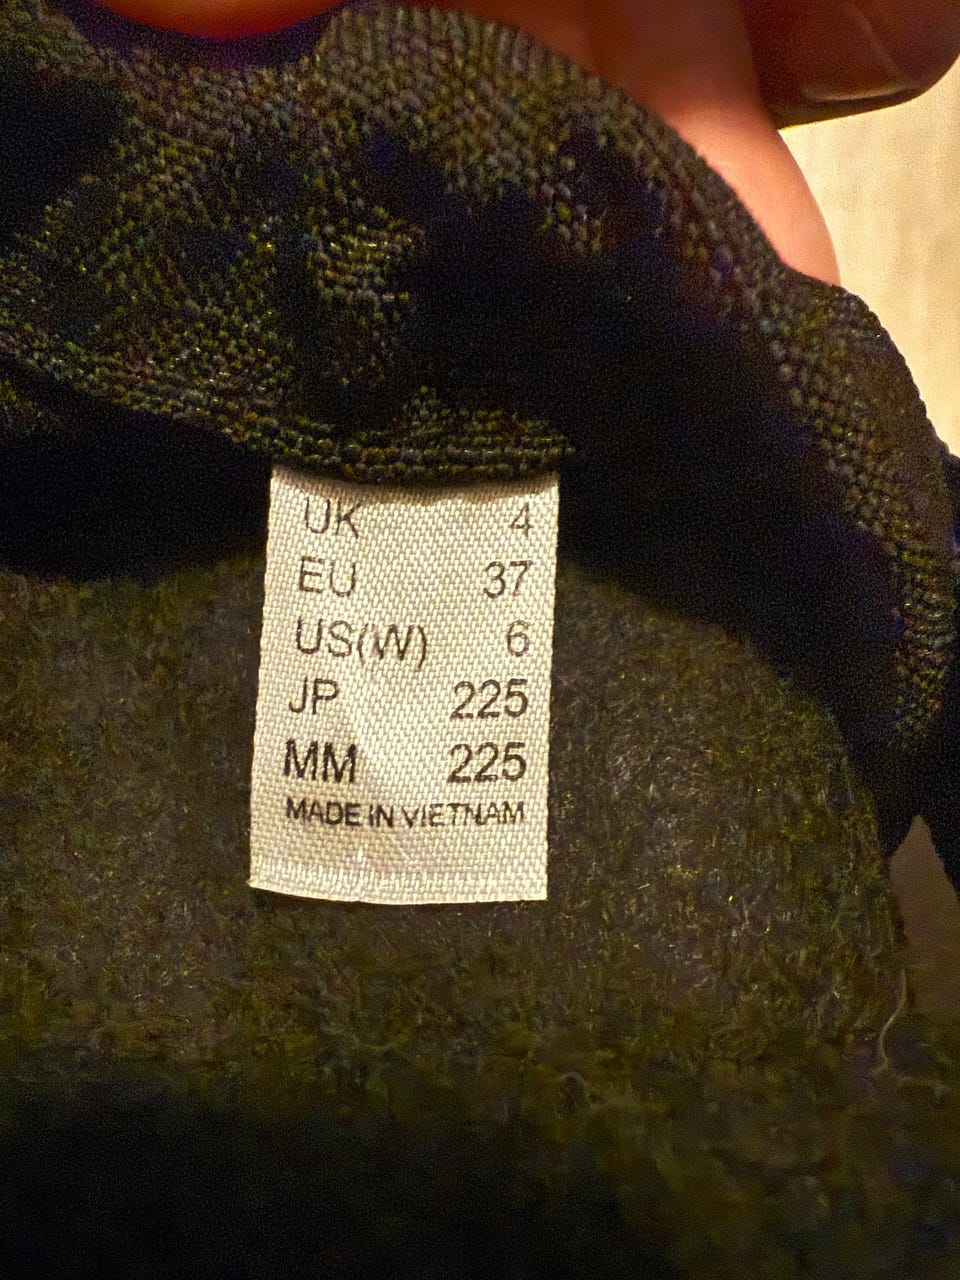 UK 4
EU 37
US(W) 6
JP 225
MM 225
MADE IN VIETNAM